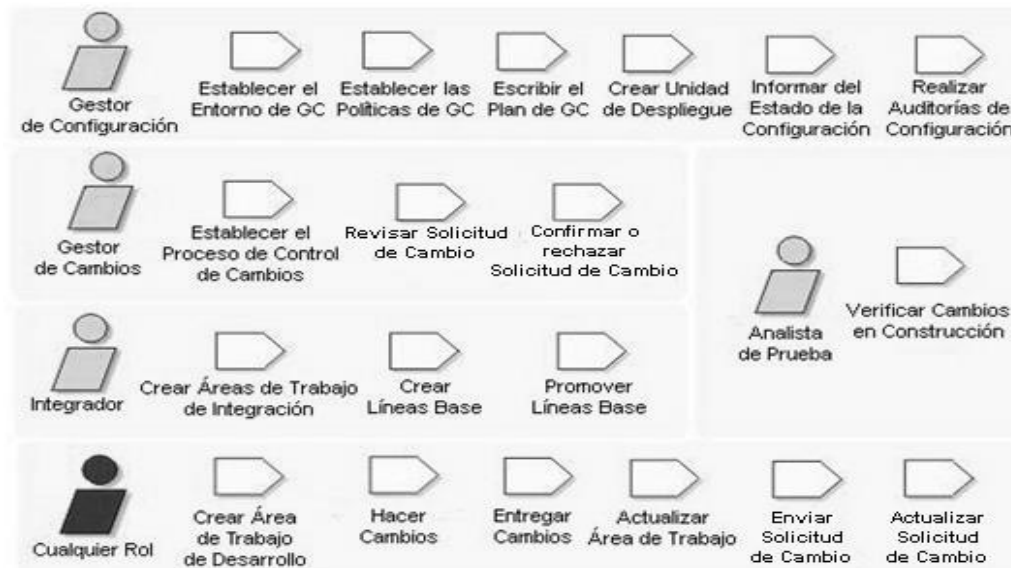 Gestor
de Configuración
Establecer el
Entorno de GC
Establecer las
Políticas de GC
Escribir el
Plan de GC
Crear Unidad
de Despliegue
Informar del
Estado de la
Configuración
Realizar
Auditorías de
Configuración
Gestor
de Cambios
Establecer el
Proceso de Control
de Cambios
Revisar Solicitud
de Cambio
Confirmar o
rechazar
Solicitud de Cambio
Analista
de Prueba
Verificar Cambios
en Construcción
Integrador
Crear Áreas de Trabajo
de Integración
Crear
Líneas Base
Promover
Líneas Base
Cualquier Rol
Crear Área
de Trabajo
de Desarrollo
Hacer
Cambios
Entregar
Cambios
Actualizar
Área de Trabajo
Enviar
Solicitud
de Cambio
Actualizar
Solicitud
de Cambio